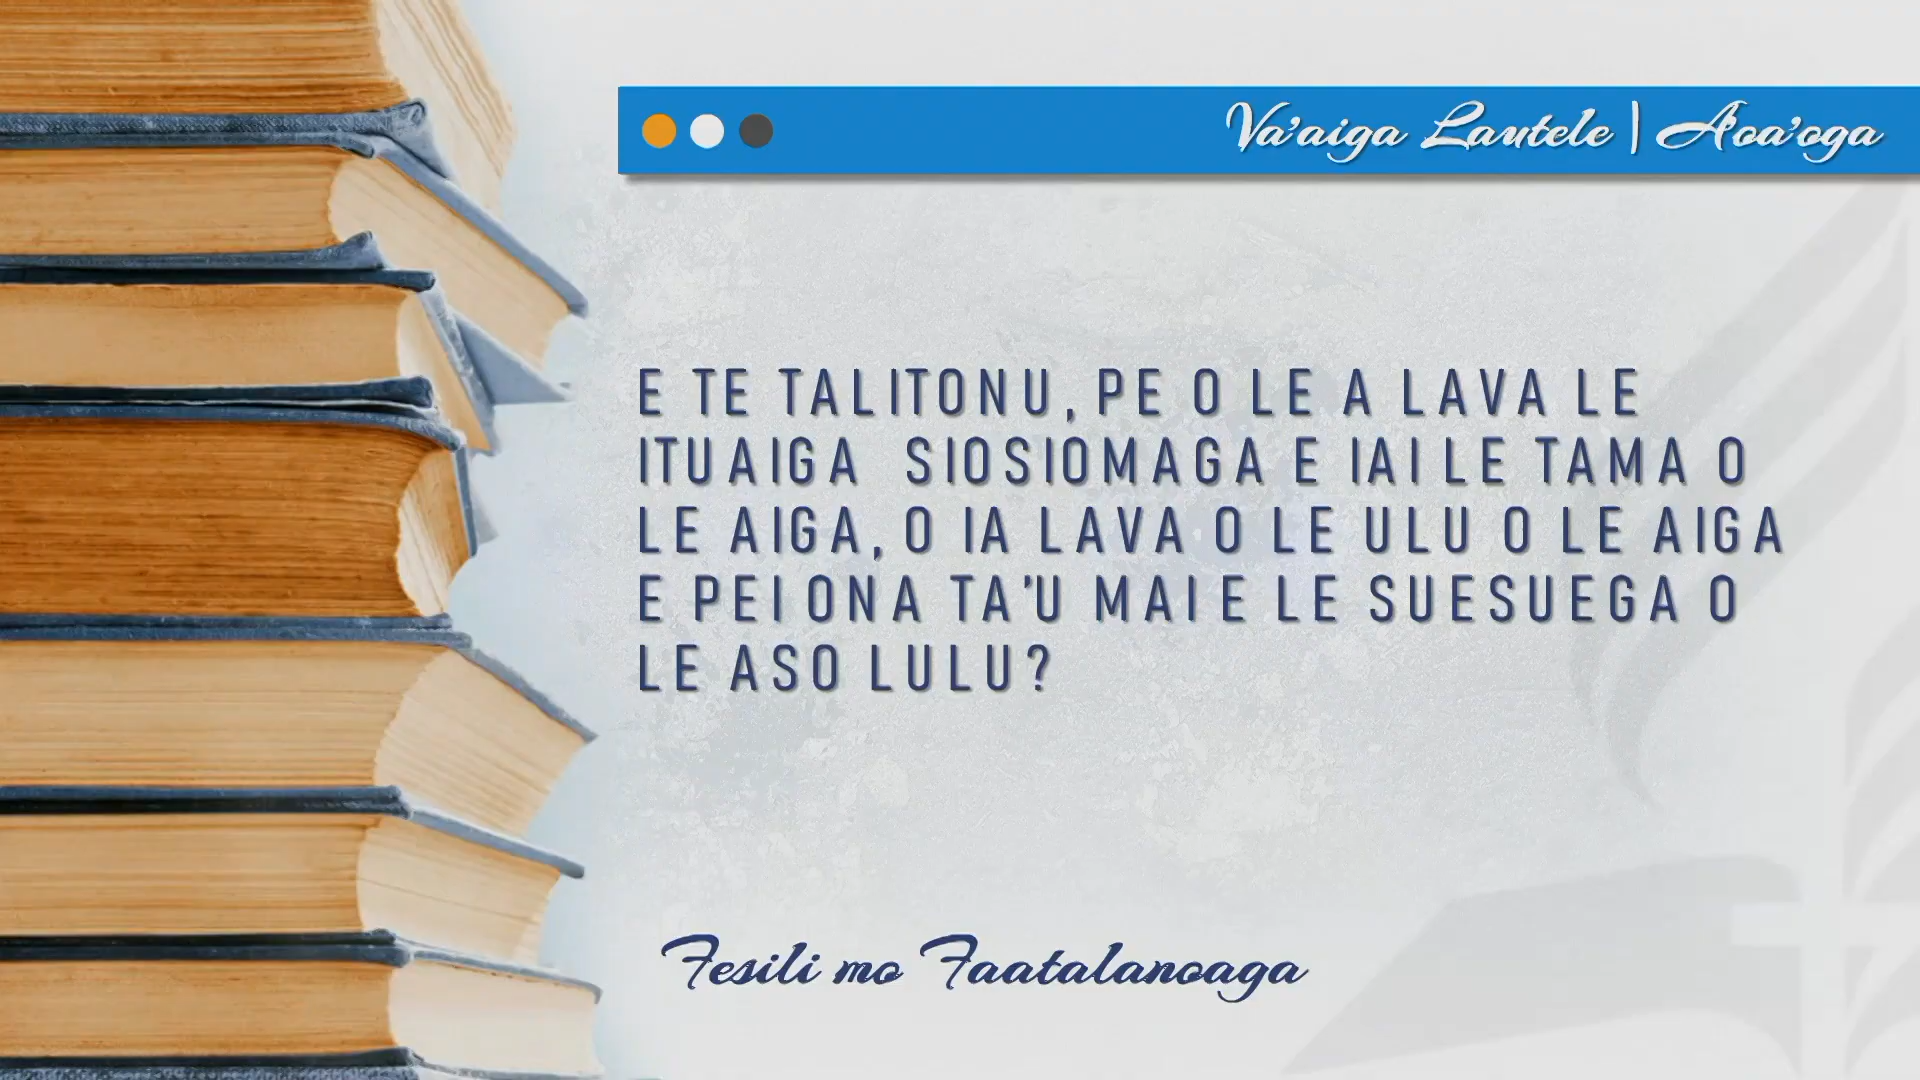 Va'aiga Lautele | A'oa'oga
E TE TALITONU, PE O LE A LAVA LE
ITUAIGA SIOSIOMAGA E IAI LE TAMA O
LE AIGA, O IA LAVA O LE ULU O LE AIGA
E PEI ONA TA'U MAI E LE SUESUEGA O
LE ASO LULU?
Fesili mo Faatalanoaga